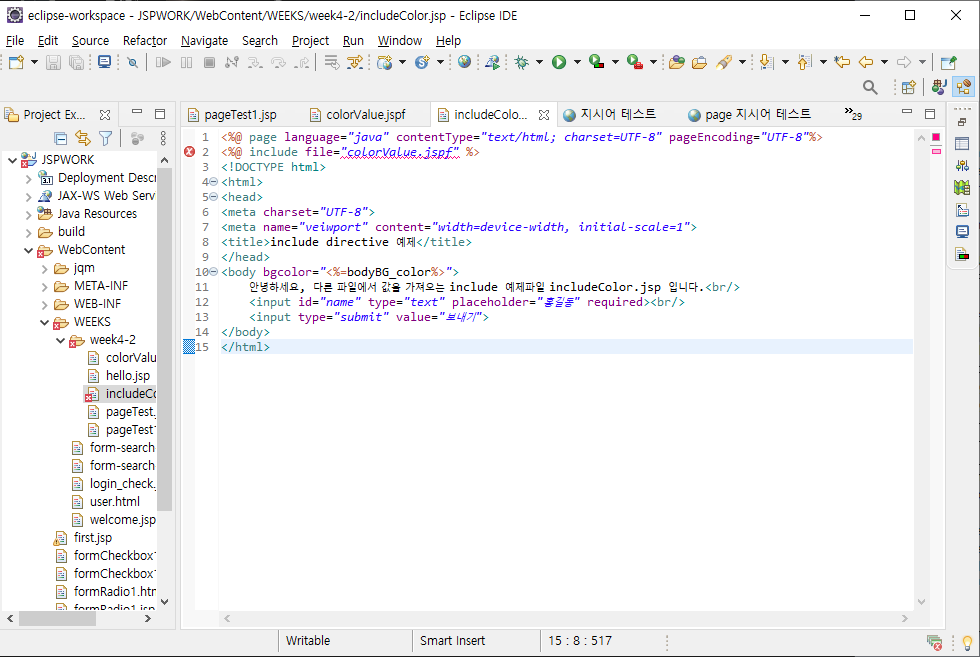 eclipse-workspace - JSPWORK/WebContent/WEEKS/week4-2/includeColor.jsp - Eclipse IDE
File Edit Source Refactor Navigate Search Project Run Window Help
Project Ex...
pageTest1.jsp colorValue.jspf includeColo... 지시어 테스트 page 지시어 테스트 »29
JSPWORK
Deployment Descr
JAX-WS Web Serv
Java Resources
build
WebContent
jqm
META-INF
WEB-INF
WEEKS
week4-2
colorValu
hello.jsp
includeCo
pageTest.
pageTest1
form-search
form-search
login_check.
user.html
welcome.jsp
first.jsp
formCheckbox1
formCheckbox1
formRadio1.htm
formRadio1.jsp
1 <%@ page language="java" contentType="text/html; charset=UTF-8" pageEncoding="UTF-8"%>
2 <%@ include file="colorValue.jspf" %>
3 <!DOCTYPE html>
4 <html>
5 <head>
6 <meta charset="UTF-8">
7 <meta name="veiwport" content="width=device-width, initial-scale=1">
8 <title>include directive 예제</title>
9 </head>
10 <body bgcolor="<%=bodyBG_color%>">
11 안녕하세요, 다른 파일에서 값을 가져오는 include 예제파일 includeColor.jsp 입니다.<br/>
12 <input id="name" type="text" placeholder="홍길동" required><br/>
13 <input type="submit" value="보내기">
14 </body>
15 </html>
Writable Smart Insert 15 : 8 : 517